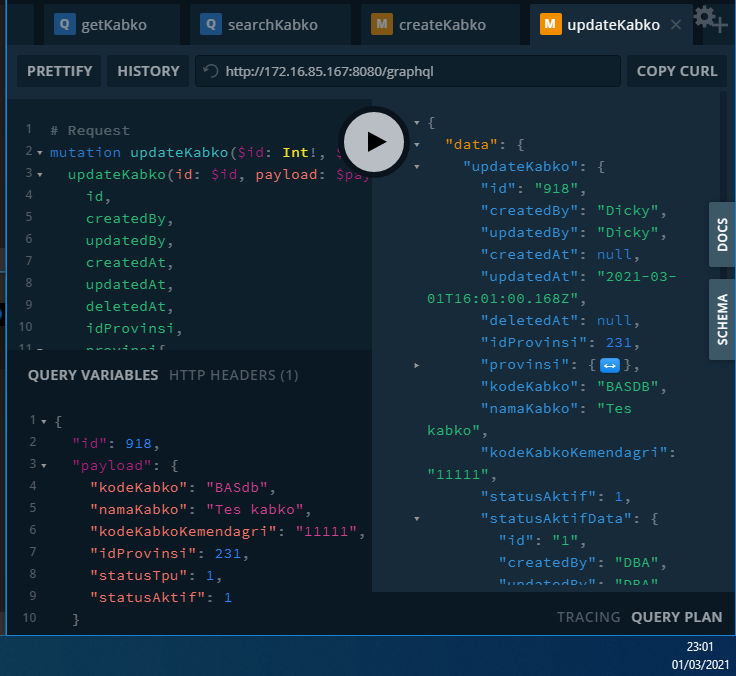 Q getKabko
Q searchKabko
M createKabko
M updateKabko ×
PRETTIFY
HISTORY
http://172.16.85.167:8080/graphql
COPY CURL
1 # Request
2 mutation updateKabko($id: Int!,
3 updateKabko(id: $id, payload: $pa
4 id,
5 createdBy,
6 updatedBy,
7 createdAt,
8 updatedAt,
9 deletedAt,
10 idProvinsi,
11 provinsi{
QUERY VARIABLES HTTP HEADERS (1)
1 {
2 "id": 918,
3 "payload": {
4 "kodeKabko": "BASdb",
5 "namaKabko": "Tes kabko",
6 "kodeKabkoKemendagri": "11111",
7 "idProvinsi": 231,
8 "statusTpu": 1,
9 "statusAktif": 1
10 }
{
"data": {
"updateKabko": {
"id": "918",
"createdBy": "Dicky",
"updatedBy": "Dicky",
"createdAt": null,
"updatedAt": "2021-03-
01T16:01:00.168Z",
"deletedAt": null,
"idProvinsi": 231,
"provinsi": {↔},
"kodeKabko": "BASDB",
"namaKabko": "Tes
kabko",
"kodeKabkoKemendagri":
"11111",
"statusAktif": 1,
"statusAktifData": {
"id": "1",
"createdBy": "DBA",
"updatedBy": "DBA"
DOCS
SCHEMA
TRACING QUERY PLAN
23:01
01/03/2021